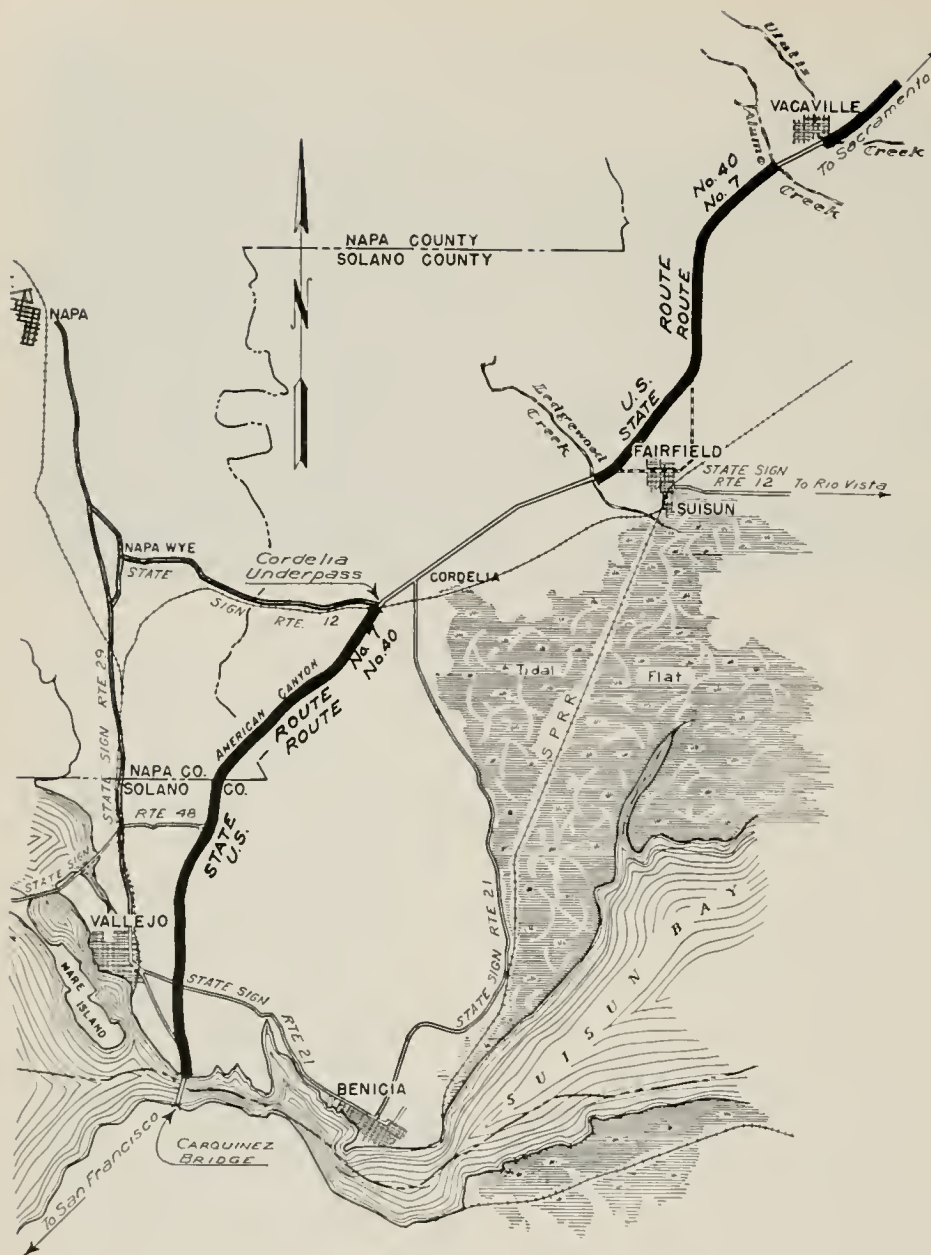 Ulatis
VACAVILLE
To Sacramento
Creek
Alamo
Creek
No. 40
No. 7
NAPA COUNTY
SOLANO COUNTY
N
NAPA
ROUTE
ROUTE
U.S.
STATE
Ledgewood
Creek
FAIRFIELD
STATE SIGN
RTE 12 To Rio Vista
SUISUN
NAPA WYE
STATE
SIGN RTE. 12
Cordelia
Underpass
CORDELIA
No. 7
No. 40
AMERICAN CANYON
ROUTE
ROUTE
Tidal Flat
S P R R
STATE SIGN RTE 29
NAPA CO.
SOLANO CO.
RTE 48
STATE
U.S.
STATE SIGN
VALLEJO
MARE ISLAND
STATE SIGN
RTE 21
STATE SIGN RTE 21
BENICIA
SUISUN BAY
CARQUINEZ
BRIDGE
To San Francisco